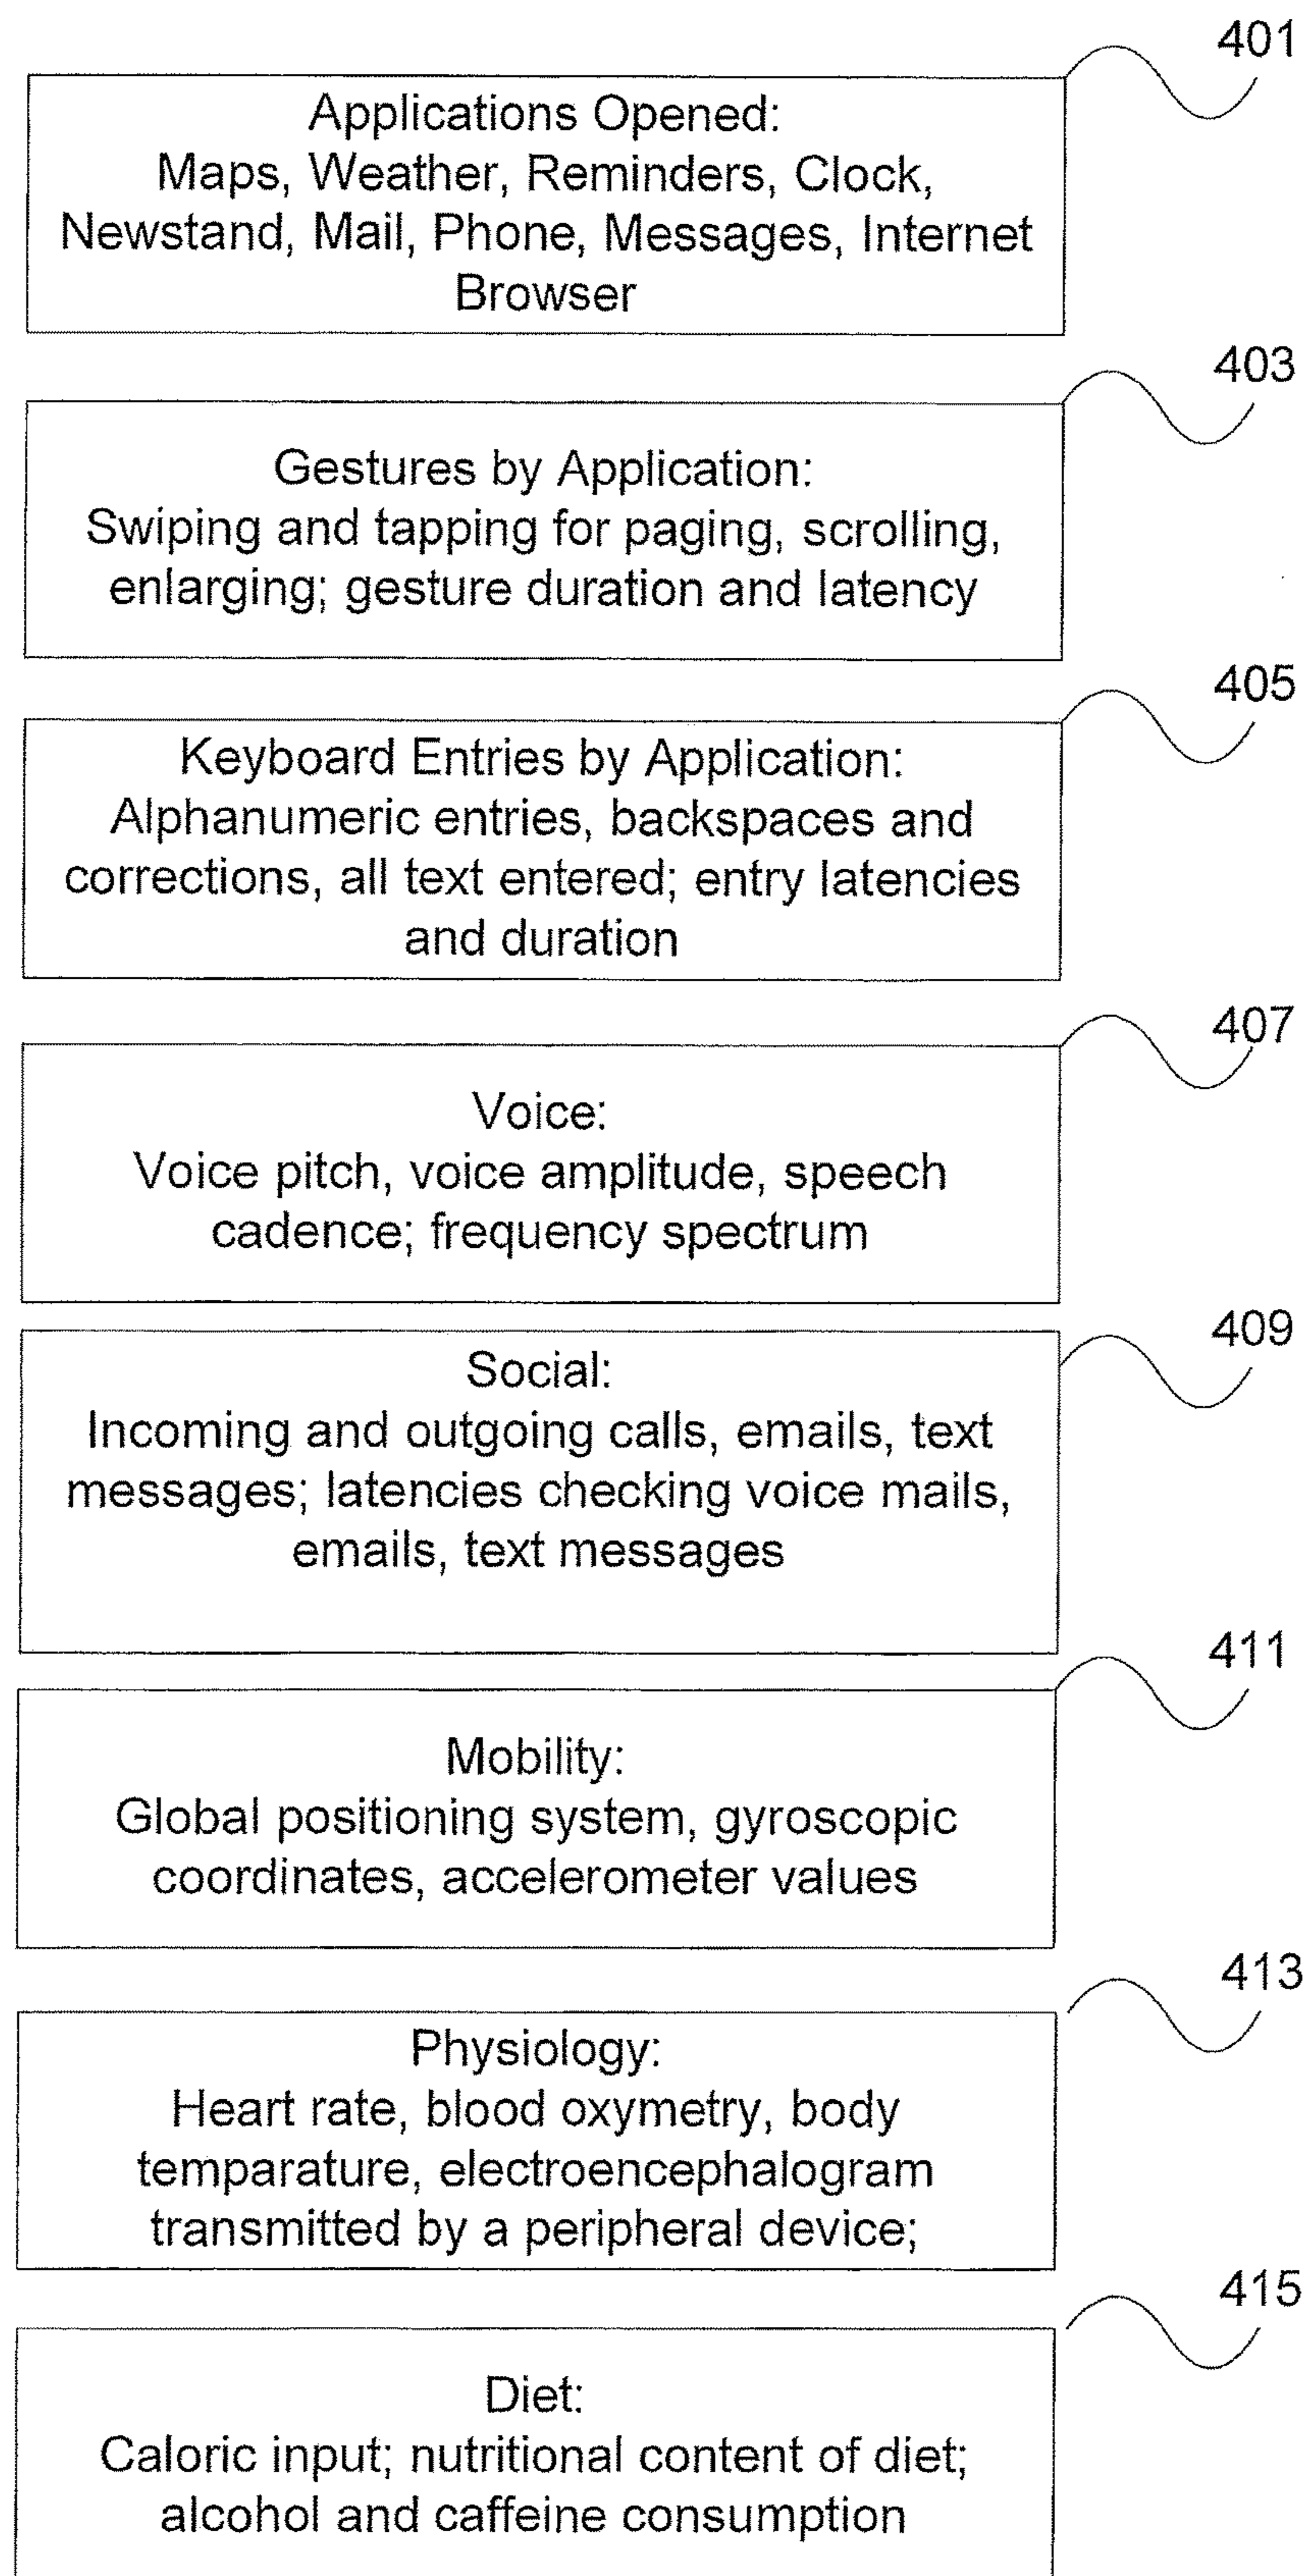 401
Applications Opened:
Maps, Weather, Reminders, Clock,
Newstand, Mail, Phone, Messages, Internet
Browser
403
Gestures by Application:
Swiping and tapping for paging, scrolling,
enlarging; gesture duration and latency
405
Keyboard Entries by Application:
Alphanumeric entries, backspaces and
corrections, all text entered; entry latencies
and duration
407
Voice:
Voice pitch, voice amplitude, speech
cadence; frequency spectrum
409
Social:
Incoming and outgoing calls, emails, text
messages; latencies checking voice mails,
emails, text messages
411
Mobility:
Global positioning system, gyroscopic
coordinates, accelerometer values
413
Physiology:
Heart rate, blood oxymetry, body
temparature, electroencephalogram
transmitted by a peripheral device;
415
Diet:
Caloric input; nutritional content of diet;
alcohol and caffeine consumption